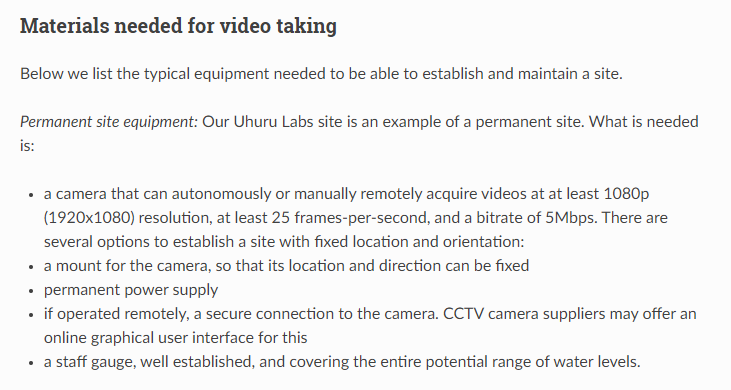 Materials needed for video taking
Below we list the typical equipment needed to be able to establish and maintain a site.
Permanent site equipment: Our Uhuru Labs site is an example of a permanent site. What is needed
is:
• a camera that can autonomously or manually remotely acquire videos at at least 1080p
(1920x1080) resolution, at least 25 frames-per-second, and a bitrate of 5Mbps. There are
several options to establish a site with fixed location and orientation:
• a mount for the camera, so that its location and direction can be fixed
• permanent power supply
• if operated remotely, a secure connection to the camera. CCTV camera suppliers may offer an
online graphical user interface for this
• a staff gauge, well established, and covering the entire potential range of water levels.